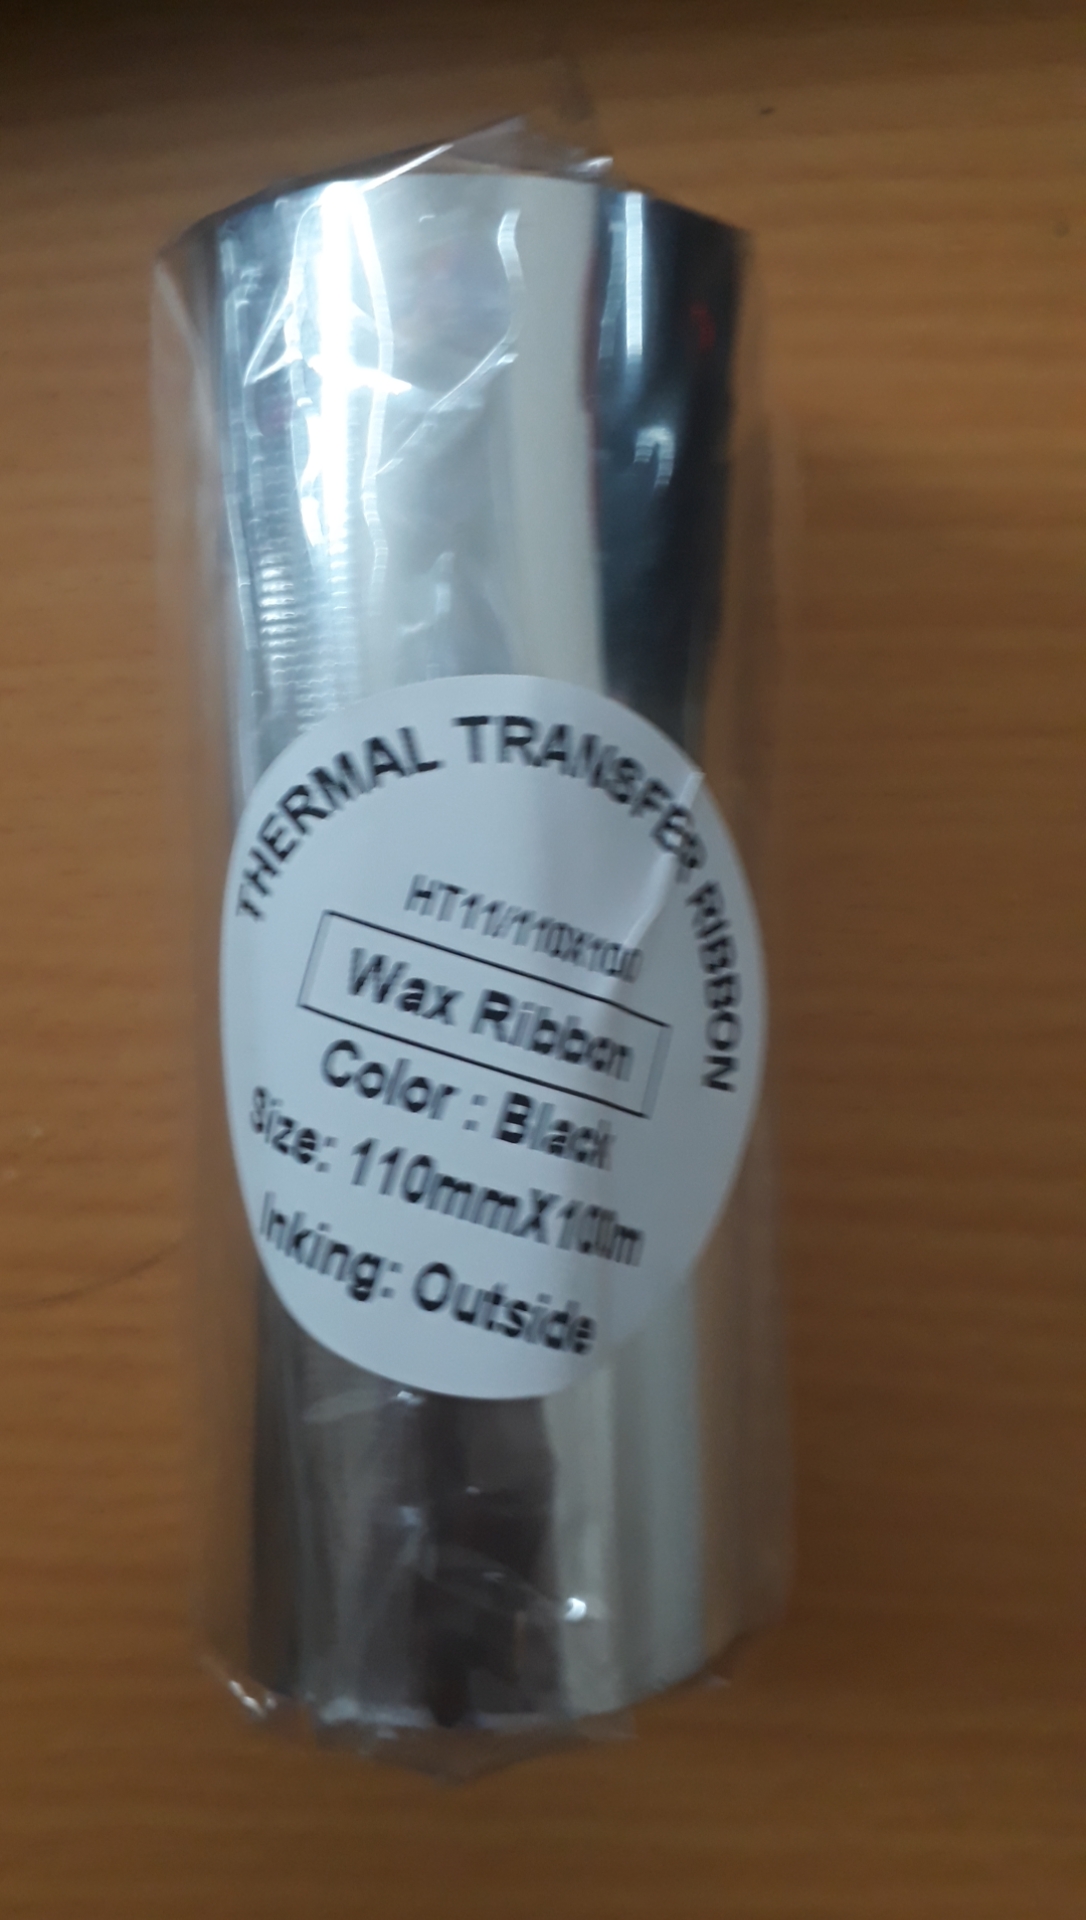 THERMAL TRANSFER RIBBON
HT11/110X100
Wax Ribbon
Color : Black
Size: 110mmX100m
Inking: Outside